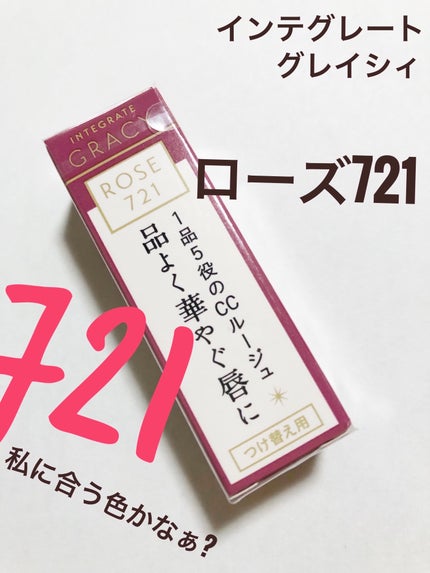 インテグレート
グレイシィ
ローズ721
INTEGRATE
GRACY
ROSE
721
1品5役のCCルージュ
品よく華やぐ唇に
つけ替え用
721
私に合う色かなぁ?